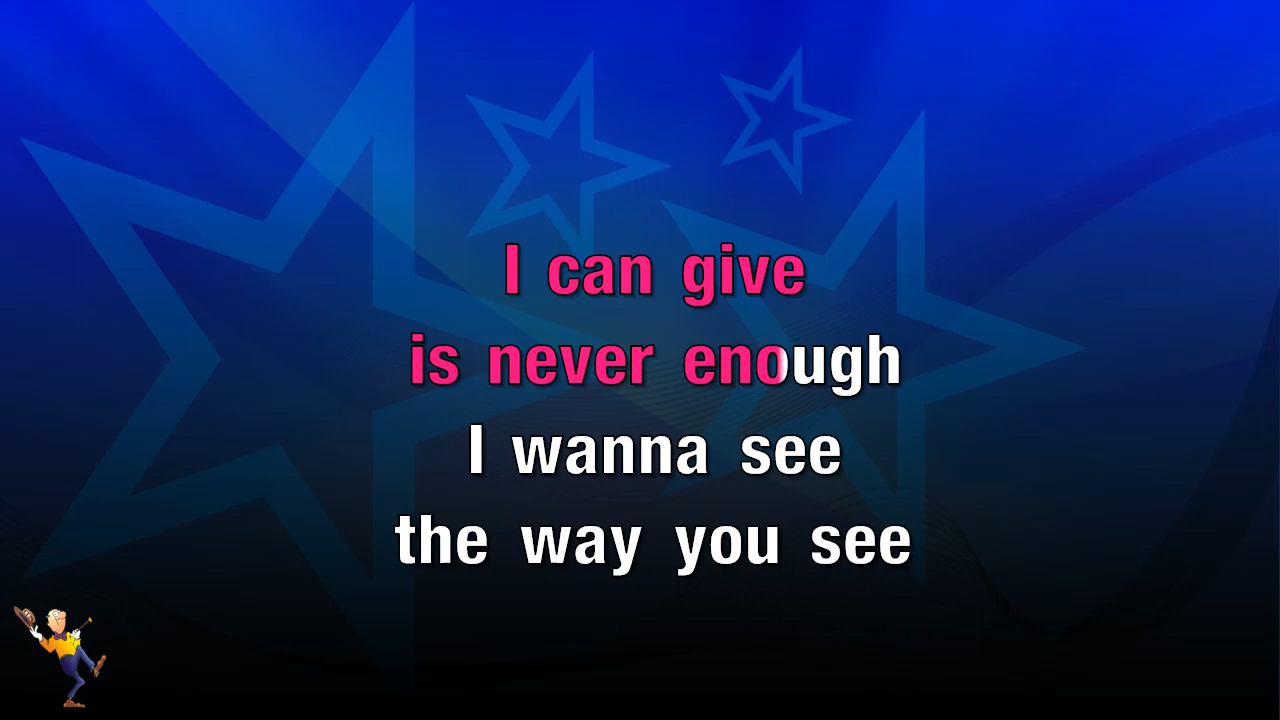 I can give
is never enough
I wanna see
the way you see